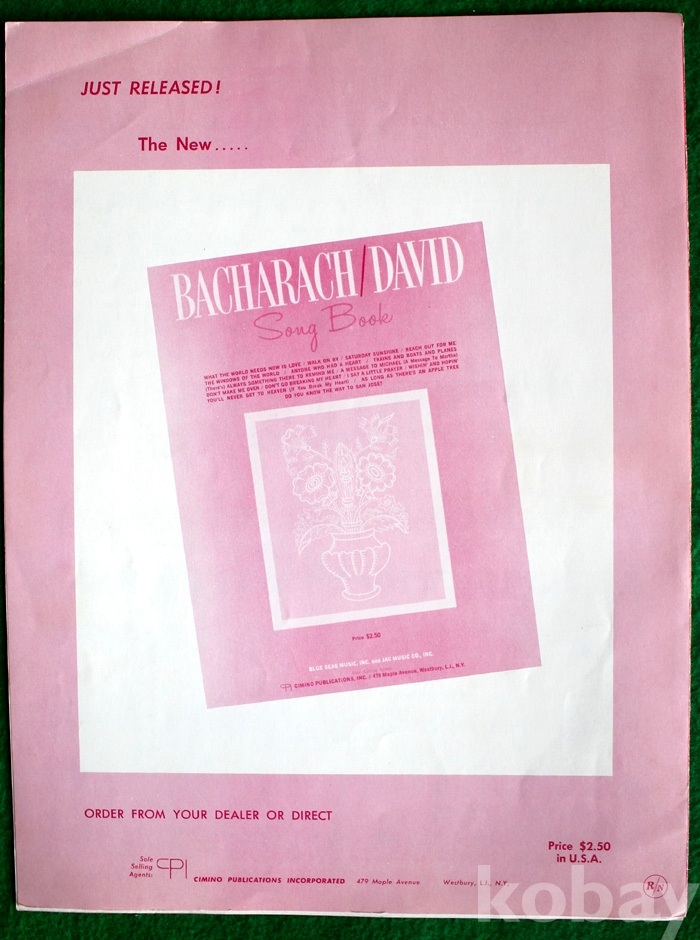 JUST RELEASED!
The New.....
BACHARACH/DAVID
Song Book
WHAT THE WORLD NEEDS NOW IS LOVE / WALK ON BY / SATURDAY SUNSHINE / REACH OUT FOR ME
THE WINDOWS OF THE WORLD / ANYONE WHO HAD A HEART / TRAINS AND BOATS AND PLANES
(There's) ALWAYS SOMETHING THERE TO REMIND ME / A MESSAGE TO MICHAEL (A Message To Martha)
DON'T MAKE ME OVER / DON'T GO BREAKING MY HEART / I SAY A LITTLE PRAYER / WISHIN' AND HOPIN'
YOU'LL NEVER GET TO HEAVEN (If You Break My Heart) / AS LONG AS THERE'S AN APPLE TREE
DO YOU KNOW THE WAY TO SAN JOSE?
Price $2.50
BLUE SEAS MUSIC, INC. and JAC MUSIC CO., INC.
CPI CIMINO PUBLICATIONS, INC. / 479 Maple Avenue, Westbury, L.I., N.Y.
ORDER FROM YOUR DEALER OR DIRECT
Price $2.50
in U.S.A.
Sole
Selling
Agents:
CPI CIMINO PUBLICATIONS INCORPORATED 479 Maple Avenue Westbury, L.I., N.Y.
R/N
kobay